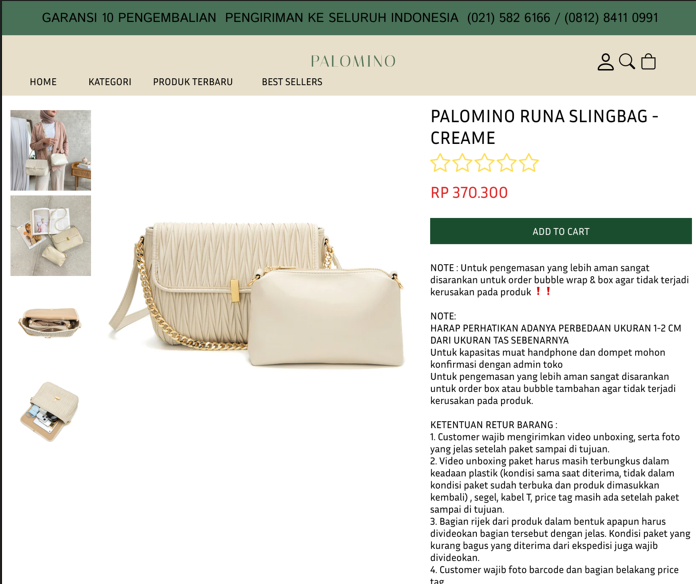 GARANSI 10 PENGEMBALIAN  PENGIRIMAN KE SELURUH INDONESIA  (021) 582 6166 / (0812) 8411 0991
PALOMINO
HOME KATEGORI PRODUK TERBARU BEST SELLERS
PALOMINO RUNA SLINGBAG -
CREAME
RP 370.300
ADD TO CART
NOTE : Untuk pengemasan yang lebih aman sangat
disarankan untuk order bubble wrap & box agar tidak terjadi
kerusakan pada produk ❗❗
NOTE:
HARAP PERHATIKAN ADANYA PERBEDAAN UKURAN 1-2 CM
DARI UKURAN TAS SEBENARNYA
Untuk kapasitas muat handphone dan dompet mohon
konfirmasi dengan admin toko
Untuk pengemasan yang lebih aman sangat disarankan
untuk order box atau bubble tambahan agar tidak terjadi
kerusakan pada produk.
KETENTUAN RETUR BARANG :
1. Customer wajib mengirimkan video unboxing, serta foto
yang jelas setelah paket sampai di tujuan.
2. Video unboxing paket harus masih terbungkus dalam
keadaan plastik (kondisi sama saat diterima, tidak dalam
kondisi paket sudah terbuka dan produk dimasukkan
kembali) , segel, kabel T, price tag masih ada setelah paket
sampai di tujuan.
3. Bagian rijek dari produk dalam bentuk apapun harus
divideokan bagian tersebut dengan jelas. Kondisi paket yang
kurang bagus yang diterima dari ekspedisi juga wajib
divideokan.
4. Customer wajib foto barcode dan bagian belakang price
tag